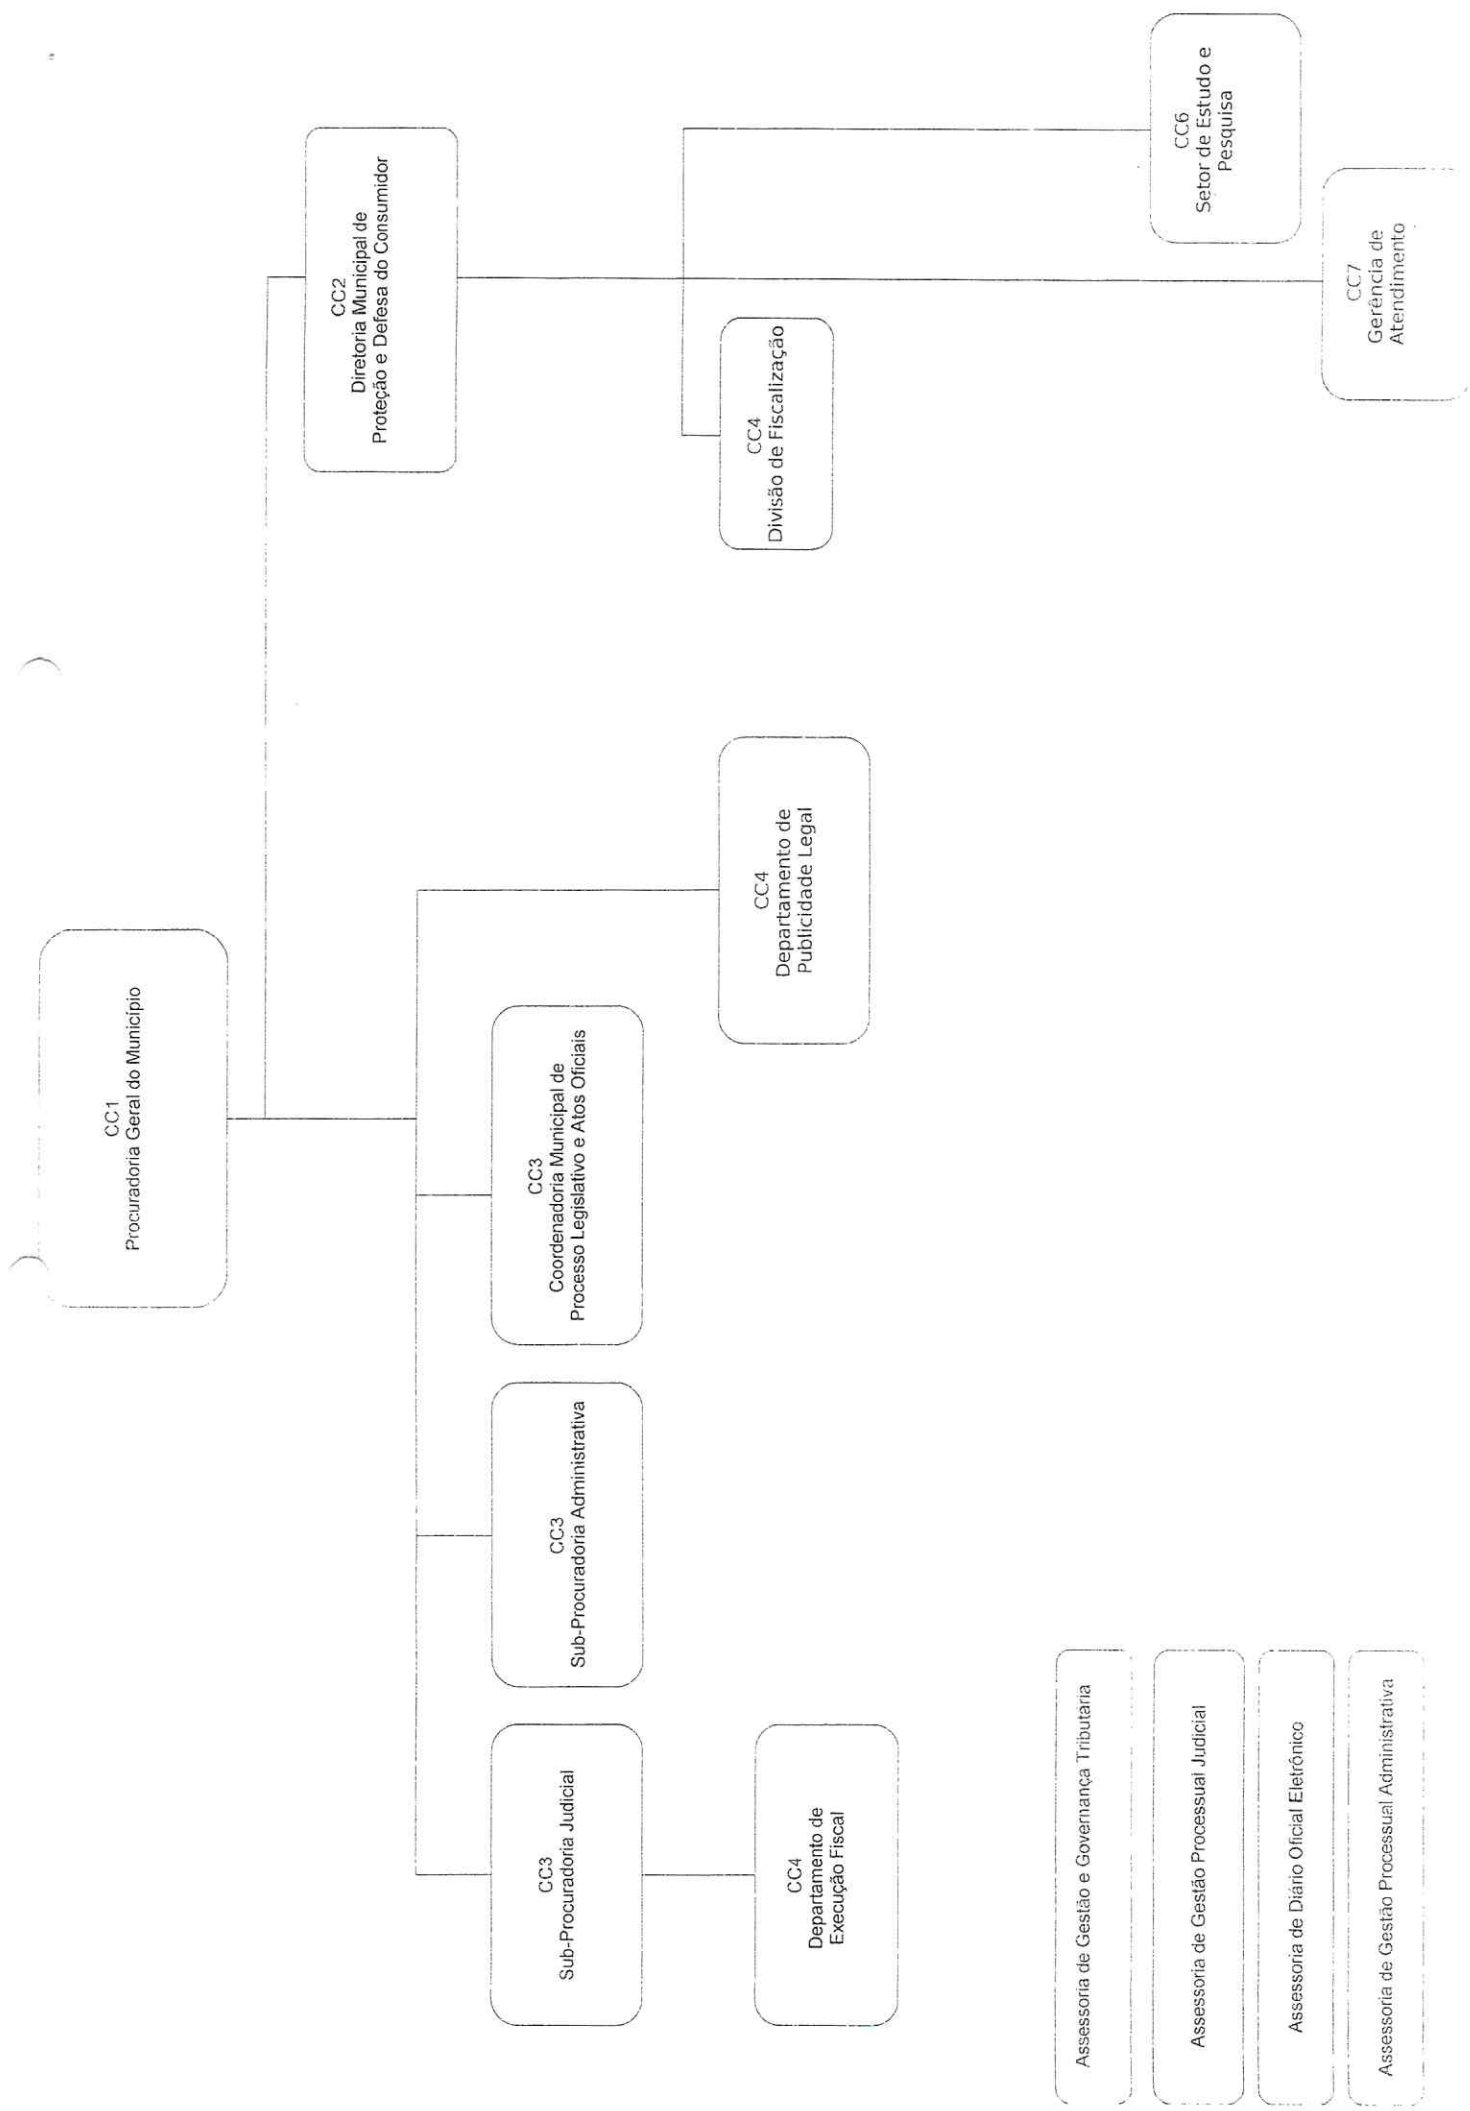 CC1
Procuradoria Geral do Município
CC2
Diretoria Municipal de
Proteção e Defesa do Consumidor
CC3
Sub-Procuradoria Judicial
CC3
Sub-Procuradoria Administrativa
CC3
Coordenadoria Municipal de
Processo Legislativo e Atos Oficiais
CC4
Departamento de
Publicidade Legal
CC4
Divisão de Fiscalização
CC4
Departamento de
Execução Fiscal
CC6
Setor de Estudo e
Pesquisa
CC7
Gerência de
Atendimento
Assessoria de Gestão e Governança Tributária
Assessoria de Gestão Processual Judicial
Assessoria de Diário Oficial Eletrônico
Assessoria de Gestão Processual Administrativa